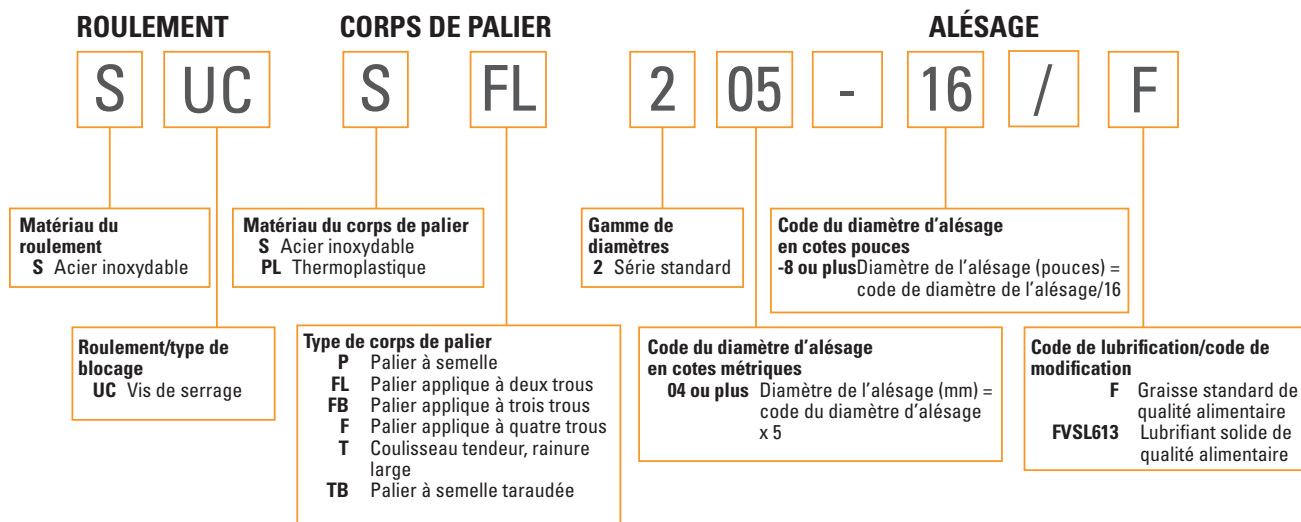 ROULEMENT
CORPS DE PALIER
ALÉSAGE
S UC S FL 2 05 - 16 / F
Matériau du
roulement
S Acier inoxydable
Matériau du corps de palier
S Acier inoxydable
PL Thermoplastique
Gamme de
diamètres
2 Série standard
Code du diamètre d'alésage
en cotes pouces
-8 ou plusDiamètre de l'alésage (pouces) =
code de diamètre de l'alésage/16
Roulement/type de
blocage
UC Vis de serrage
Type de corps de palier
P Palier à semelle
FL Palier applique à deux trous
FB Palier applique à trois trous
F Palier applique à quatre trous
T Coulisseau tendeur, rainure
large
TB Palier à semelle taraudée
Code du diamètre d'alésage
en cotes métriques
04 ou plus Diamètre de l'alésage (mm) =
code du diamètre d'alésage
x 5
Code de lubrification/code de
modification
F Graisse standard de
qualité alimentaire
FVSL613 Lubrifiant solide de
qualité alimentaire